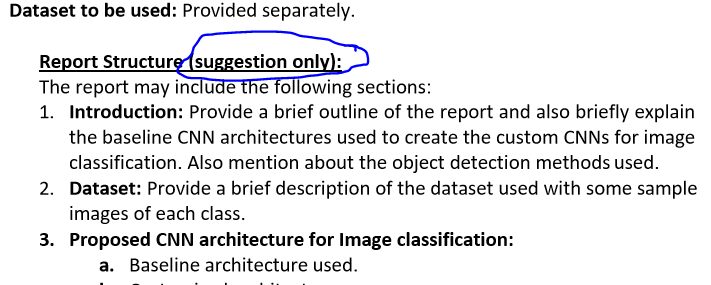 Dataset to be used: Provided separately.
Report Structure (suggestion only):
The report may include the following sections:
1. Introduction: Provide a brief outline of the report and also briefly explain
the baseline CNN architectures used to create the custom CNNs for image
classification. Also mention about the object detection methods used.
2. Dataset: Provide a brief description of the dataset used with some sample
images of each class.
3. Proposed CNN architecture for Image classification:
a. Baseline architecture used.